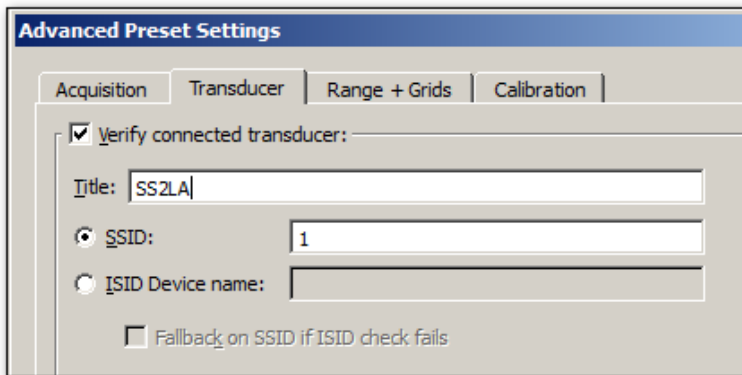 Advanced Preset Settings
Acquisition Transducer Range + Grids Calibration
Verify connected transducer:
Title: SS2LA
SSID: 1
ISID Device name:
Fallback on SSID if ISID check fails